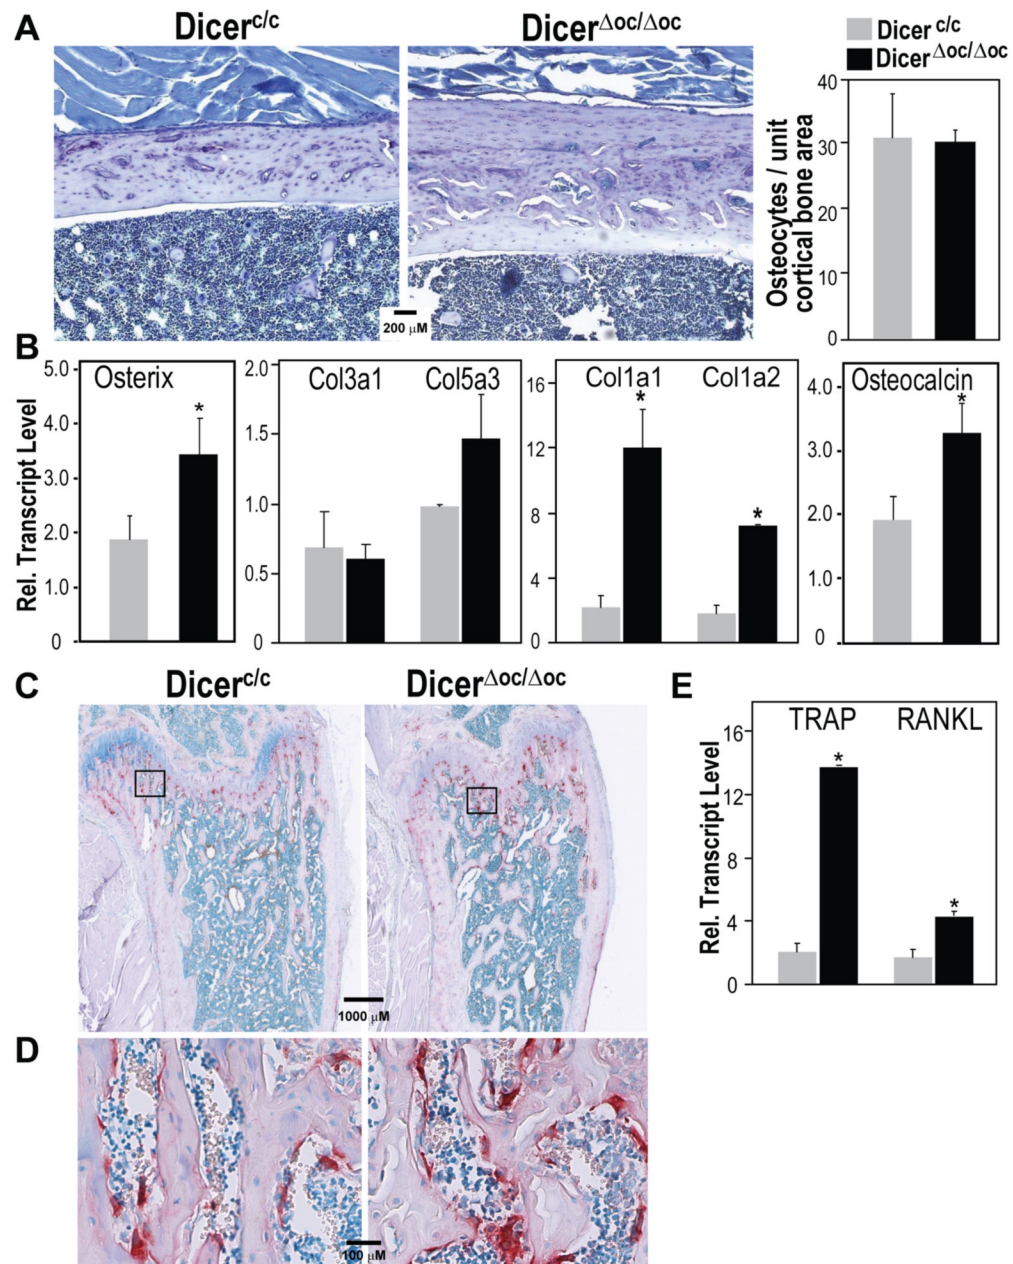 A
Dicer^c/c
Dicer^Δoc/Δoc
Dicer^c/c
Dicer^Δoc/Δoc
Osteocytes / unit
cortical bone area
40
30
20
10
0
200 µM
B
Rel. Transcript Level
5.0
4.0
3.0
2.0
1.0
0
Osterix
*
2.0
1.5
1.0
0.5
0
Col3a1 Col5a3
16
12
8
4
0
Col1a1 Col1a2
*
*
4.0
3.0
2.0
1.0
0
Osteocalcin
*
C
Dicer^c/c
Dicer^Δoc/Δoc
1000 µM
D
100 µM
E
Rel. Transcript Level
16
12
8
4
0
TRAP RANKL
*
*